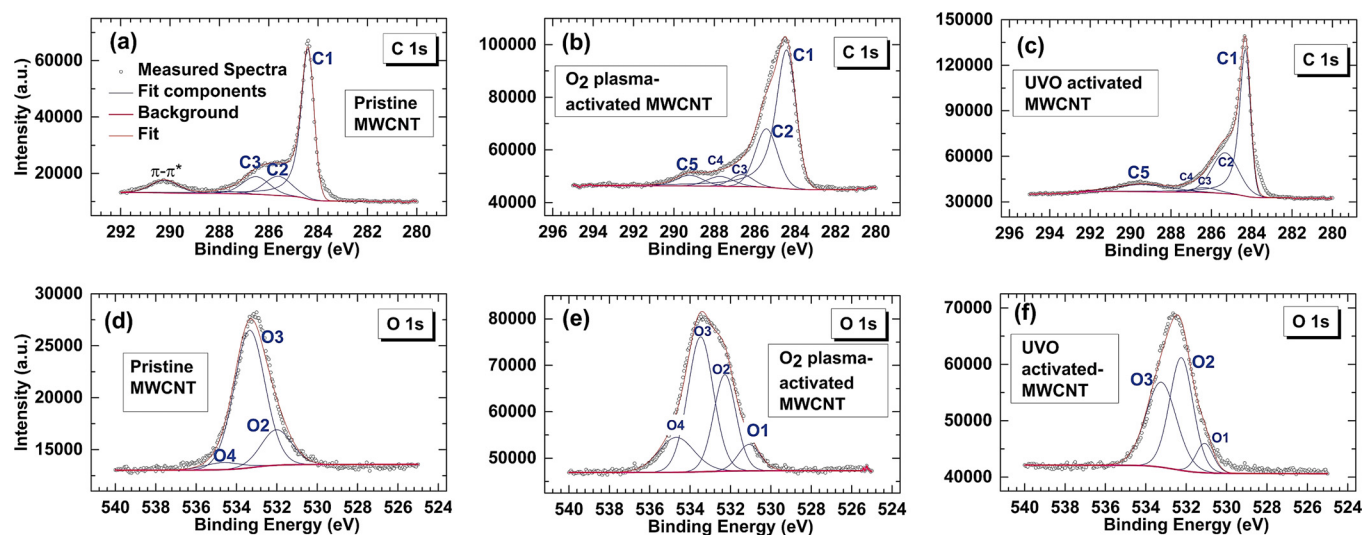 (a)
C 1s
Measured Spectra
Fit components
Background
Fit
Pristine
MWCNT
C1
C2
C3
π-π*
Intensity (a.u.)
60000
40000
20000
292 290 288 286 284 282 280
Binding Energy (eV)
(b)
C 1s
O2 plasma-
activated MWCNT
C1
C2
C3
C4
C5
100000
80000
60000
40000
296 294 292 290 288 286 284 282 280
Binding Energy (eV)
(c)
C 1s
UVO activated
MWCNT
C1
C2
C3
C4
C5
150000
120000
90000
60000
30000
296 294 292 290 288 286 284 282 280
Binding Energy (eV)
(d)
O 1s
Pristine
MWCNT
O3
O2
O4
Intensity (a.u.)
30000
25000
20000
15000
540 538 536 534 532 530 528 526 524
Binding Energy (eV)
(e)
O 1s
O2 plasma-
activated
MWCNT
O3
O2
O4
O1
80000
70000
60000
50000
540 538 536 534 532 530 528 526 524
Binding Energy (eV)
(f)
O 1s
UVO
activated-
MWCNT
O3
O2
O1
70000
60000
50000
40000
540 538 536 534 532 530 528 526 524
Binding Energy (eV)